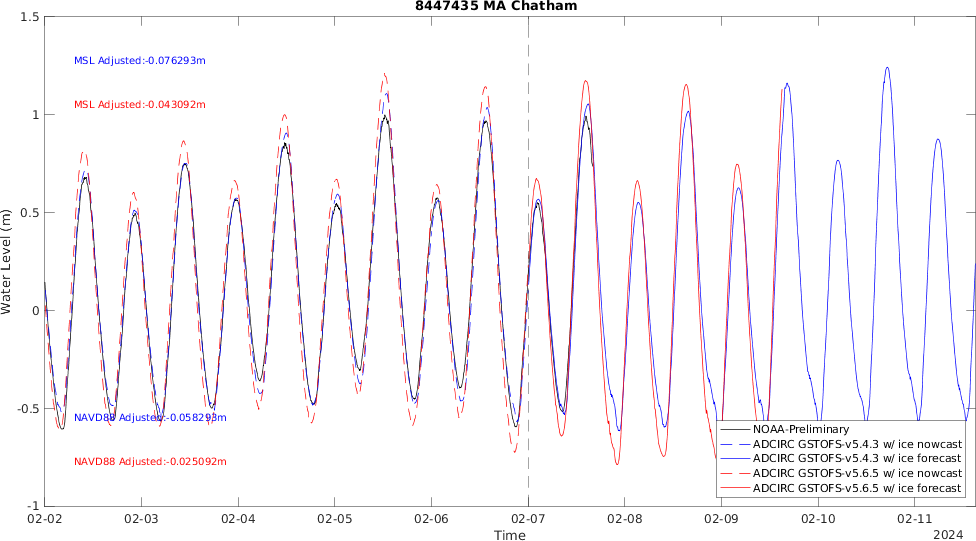 8447435 MA Chatham
1.5
MSL Adjusted:-0.076293m
MSL Adjusted:-0.043092m
1
0.5
Water Level (m)
0
-0.5
NAVD88 Adjusted:-0.058293m
NOAA-Preliminary
ADCIRC GSTOFS-v5.4.3 w/ ice nowcast
ADCIRC GSTOFS-v5.4.3 w/ ice forecast
NAVD88 Adjusted:-0.025092m
ADCIRC GSTOFS-v5.6.5 w/ ice nowcast
ADCIRC GSTOFS-v5.6.5 w/ ice forecast
-1
02-02 02-03 02-04 02-05 02-06 02-07 02-08 02-09 02-10 02-11
Time
2024